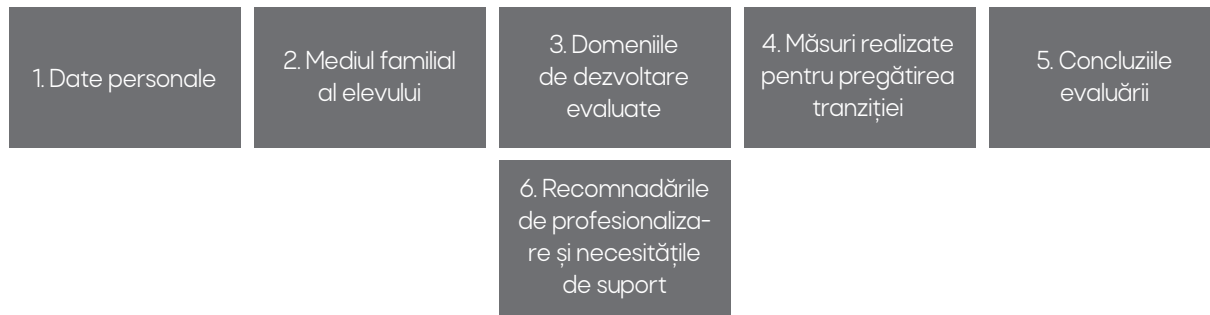 1. Date personale
2. Mediul familial
al elevului
3. Domeniile
de dezvoltare
evaluate
4. Măsuri realizate
pentru pregătirea
tranziției
5. Concluziile
evaluării
6. Recomnadările
de profesionaliza-
re și necesitățile
de suport